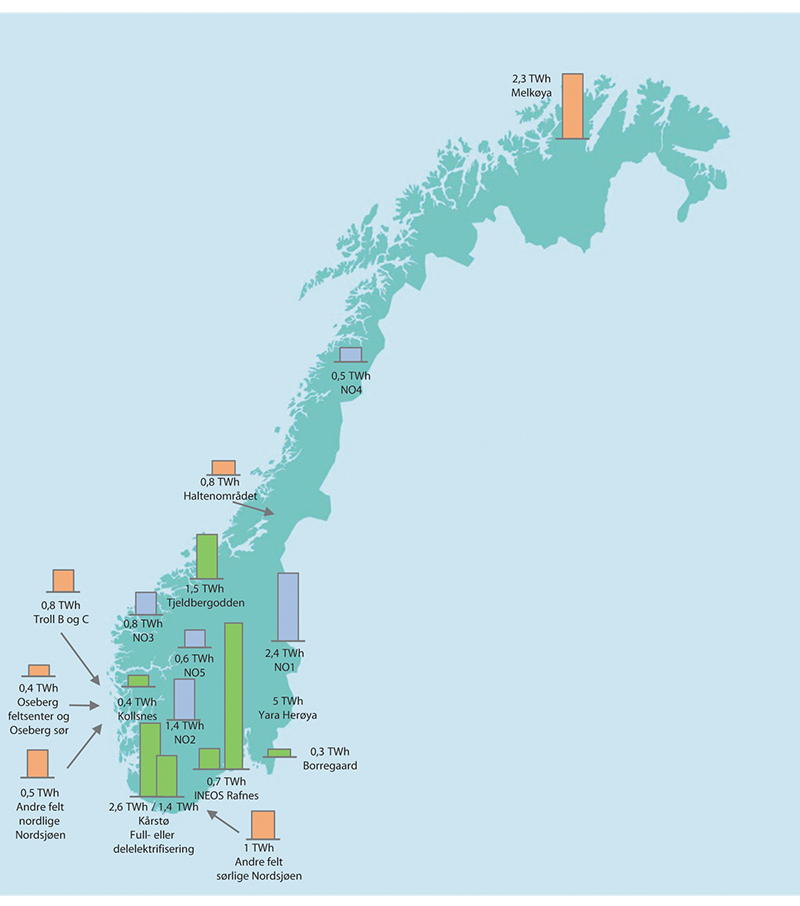 2,3 TWh
Melkøya
0,5 TWh
NO4
0,8 TWh
Haltenområdet
1,5 TWh
Tjeldbergodden
0,8 TWh
Troll B og C
0,8 TWh
NO3
0,6 TWh
NO5
2,4 TWh
NO1
0,4 TWh
Oseberg
feltsenter og
Oseberg sør
0,4 TWh
Kollsnes
1,4 TWh
NO2
5 TWh
Yara Herøya
0,3 TWh
Borregaard
0,5 TWh
Andre felt
nordlige
Nordsjøen
0,7 TWh
INEOS Rafnes
2,6 TWh / 1,4 TWh
Kårstø
Full- eller
delelektrifisering
1 TWh
Andre felt
sørlige Nordsjøen